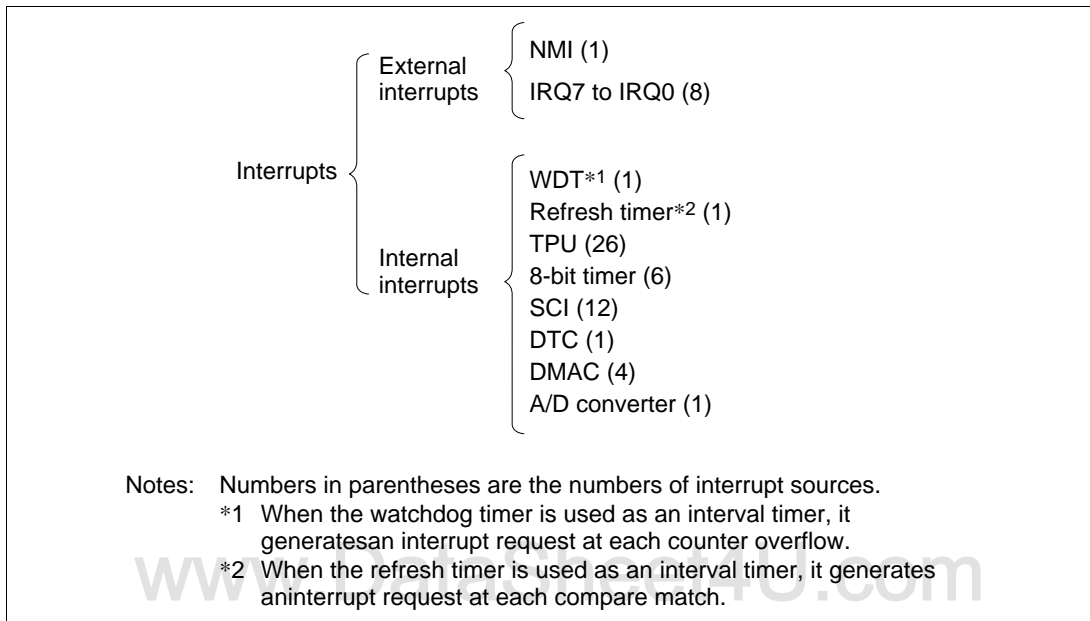 NMI (1)
External
interrupts
IRQ7 to IRQ0 (8)
Interrupts
WDT*1 (1)
Refresh timer*2 (1)
TPU (26)
Internal
interrupts
8-bit timer (6)
SCI (12)
DTC (1)
DMAC (4)
A/D converter (1)
Notes: Numbers in parentheses are the numbers of interrupt sources.
*1 When the watchdog timer is used as an interval timer, it
generatesan interrupt request at each counter overflow.
*2 When the refresh timer is used as an interval timer, it generates
aninterrupt request at each compare match.
www.DataSheet4U.com